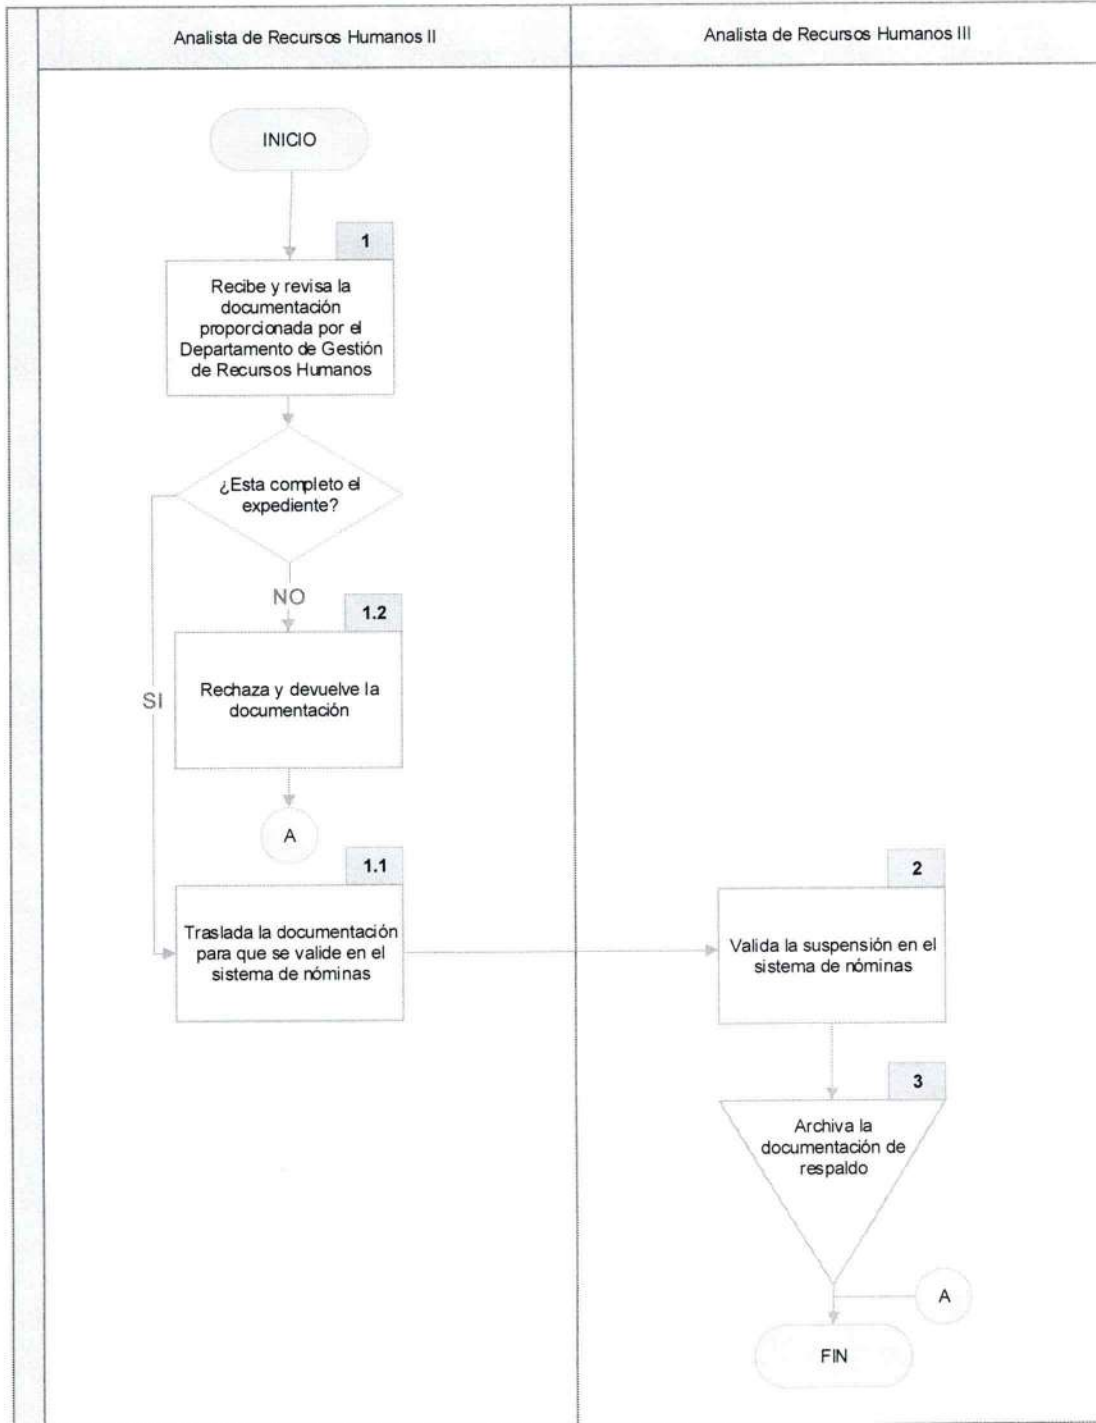 Analista de Recursos Humanos II
Analista de Recursos Humanos III
INICIO
1
Recibe y revisa la
documentación
proporcionada por el
Departamento de Gestión
de Recursos Humanos
¿Esta completo el
expediente?
NO
SI
1.2
Rechaza y devuelve la
documentación
A
1.1
Traslada la documentación
para que se valide en el
sistema de nóminas
2
Valida la suspensión en el
sistema de nóminas
3
Archiva la
documentación de
respaldo
A
FIN